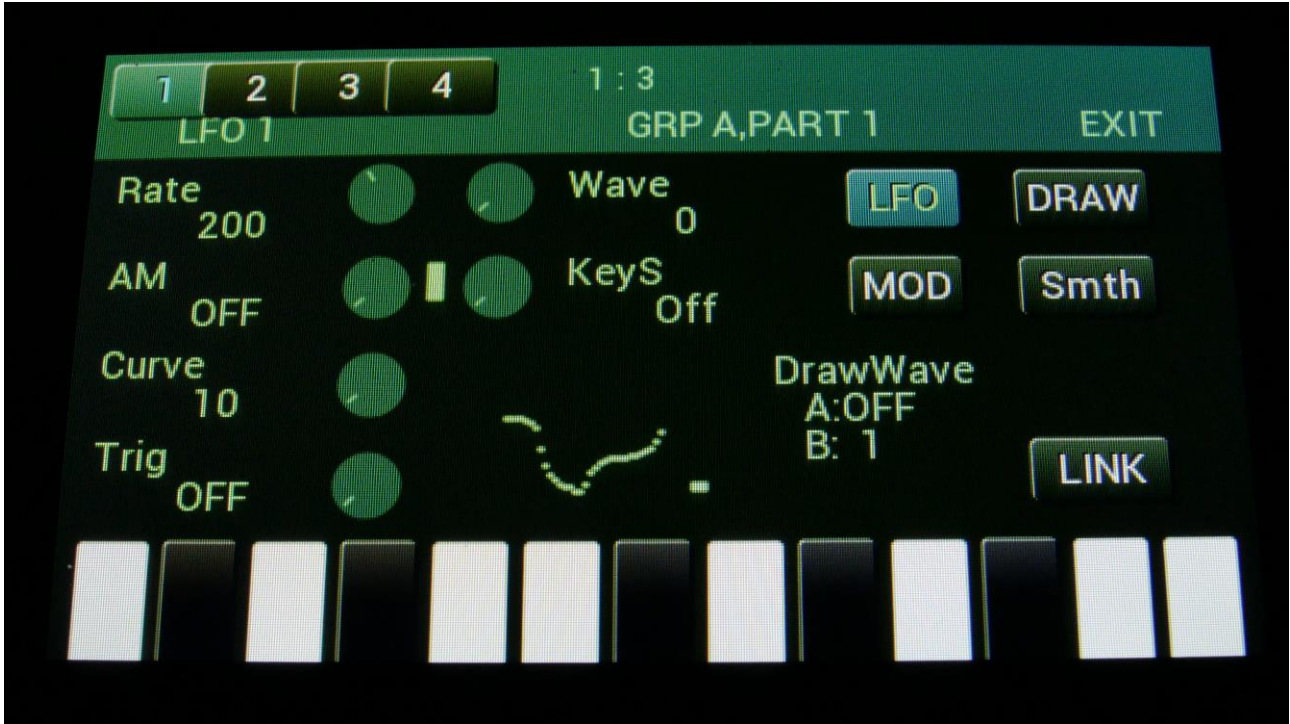 1 2 3 4
1 : 3
LFO 1
GRP A,PART 1
EXIT
Rate
200
Wave
0
LFO
DRAW
AM
OFF
KeyS
Off
MOD
Smth
Curve
10
DrawWave
A:OFF
B: 1
Trig
OFF
LINK